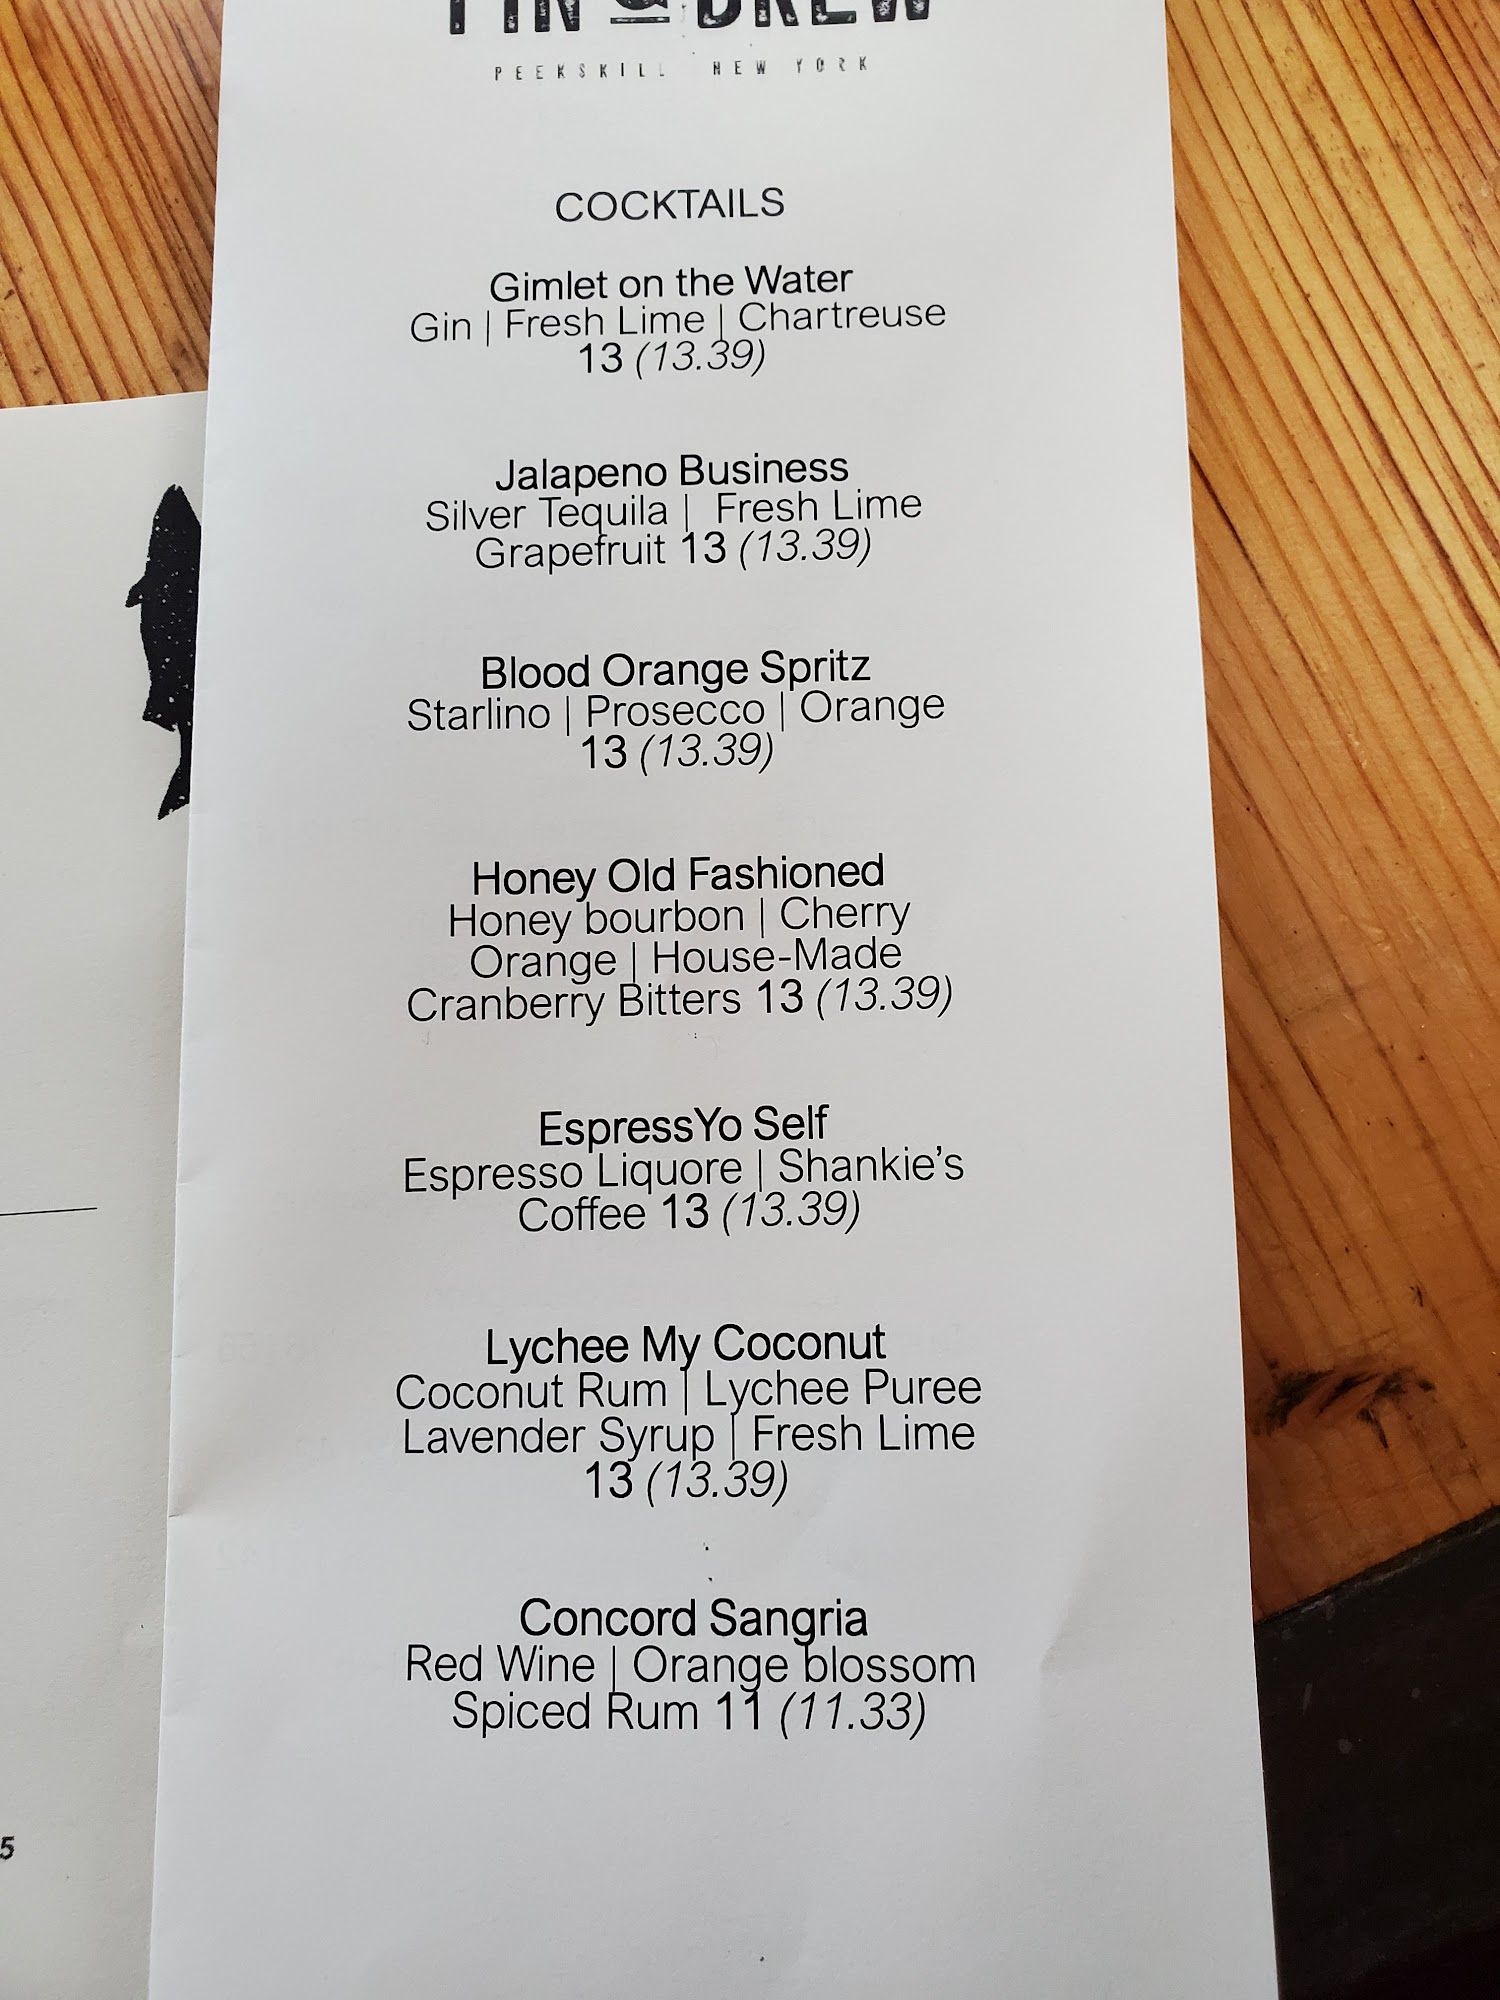 FIN & BREW
PEEKSKILL NEW YORK
COCKTAILS
Gimlet on the Water
Gin | Fresh Lime | Chartreuse
13 (13.39)
Jalapeno Business
Silver Tequila | Fresh Lime
Grapefruit 13 (13.39)
Blood Orange Spritz
Starlino | Prosecco | Orange
13 (13.39)
Honey Old Fashioned
Honey bourbon | Cherry
Orange | House-Made
Cranberry Bitters 13 (13.39)
EspressYo Self
Espresso Liquore | Shankie's
Coffee 13 (13.39)
Lychee My Coconut
Coconut Rum | Lychee Puree
Lavender Syrup | Fresh Lime
13 (13.39)
Concord Sangria
Red Wine | Orange blossom
Spiced Rum 11 (11.33)
5